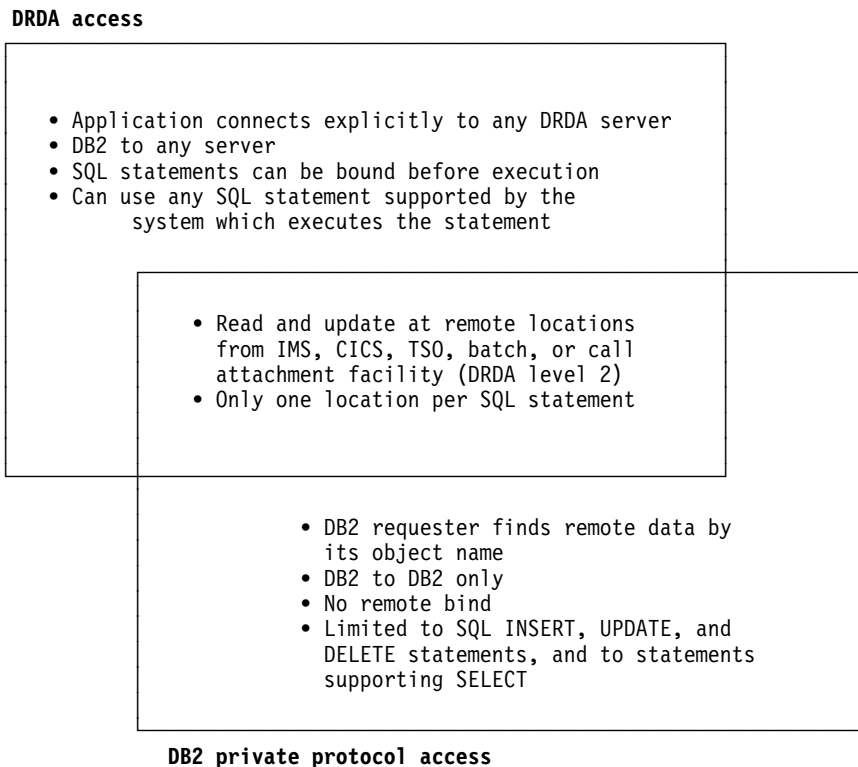 DRDA access
• Application connects explicitly to any DRDA server
• DB2 to any server
• SQL statements can be bound before execution
• Can use any SQL statement supported by the
system which executes the statement
• Read and update at remote locations
from IMS, CICS, TSO, batch, or call
attachment facility (DRDA level 2)
• Only one location per SQL statement
• DB2 requester finds remote data by
its object name
• DB2 to DB2 only
• No remote bind
• Limited to SQL INSERT, UPDATE, and
DELETE statements, and to statements
supporting SELECT
DB2 private protocol access